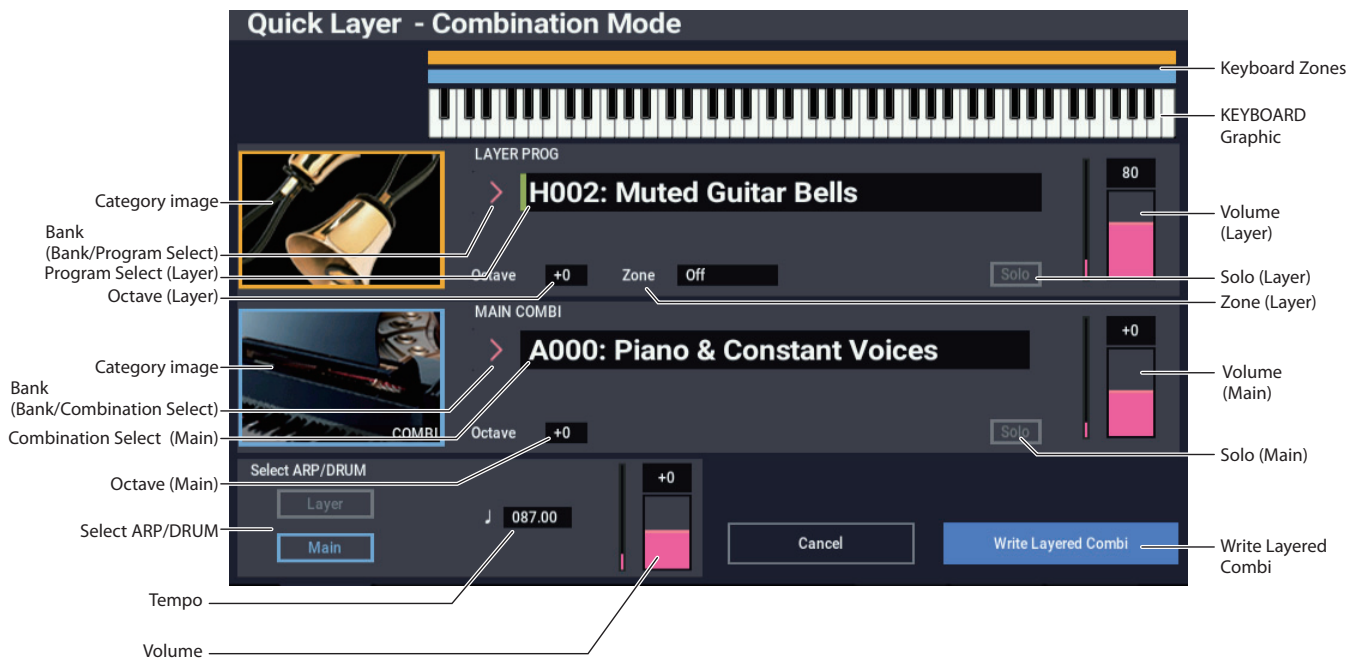 Quick Layer - Combination Mode
Keyboard Zones
KEYBOARD
Graphic
LAYER PROG
80
H002: Muted Guitar Bells
Category image
Bank
(Bank/Program Select)
Program Select (Layer)
Octave (Layer)
Octave +0 Zone Off Solo
Volume
(Layer)
Solo (Layer)
Zone (Layer)
MAIN COMBI
+0
A000: Piano & Constant Voices
Category image
Bank
(Bank/Combination Select)
Combination Select (Main)
COMBI
Octave +0 Solo
Volume
(Main)
Solo (Main)
Octave (Main)
Select ARP/DRUM
Select ARP/DRUM
+0
Layer
♩ 087.00
Main
Cancel
Write Layered Combi
Write Layered
Combi
Tempo
Volume